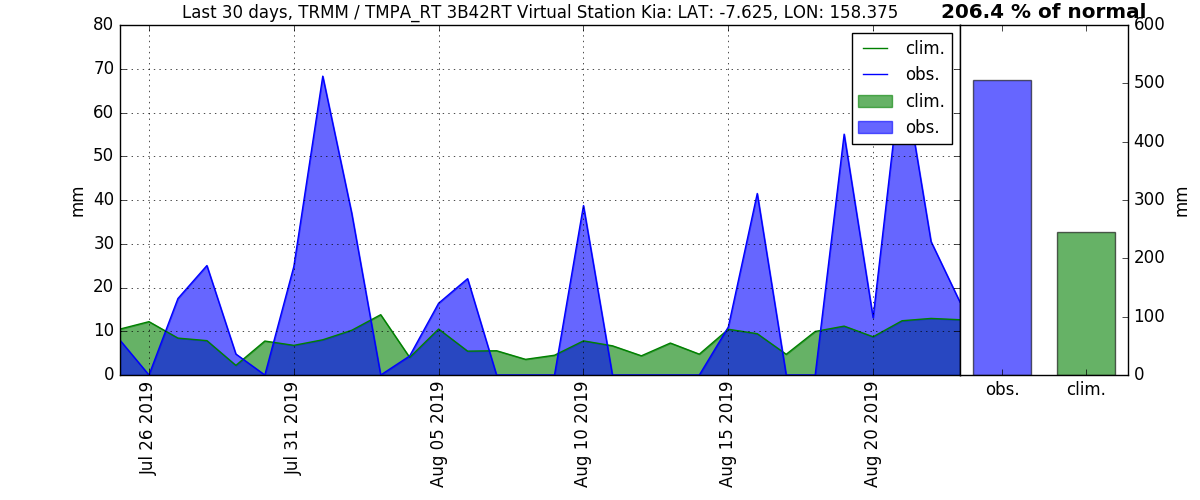 Last 30 days, TRMM / TMPA_RT 3B42RT Virtual Station Kia: LAT: -7.625, LON: 158.375
206.4 % of normal
80
70
60
50
40
30
20
10
0
mm
clim.
obs.
clim.
obs.
600
500
400
300
200
100
0
mm
Jul 26 2019
Jul 31 2019
Aug 05 2019
Aug 10 2019
Aug 15 2019
Aug 20 2019
obs.
clim.